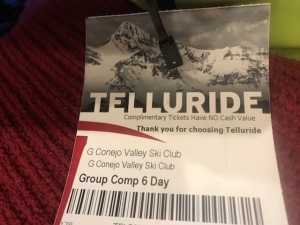 TELLURIDE
Complimentary Tickets Have NO Cash Value
Thank you for choosing Telluride
G Conejo Valley Ski Club
G Conejo Valley Ski Club
Group Comp 6 Day